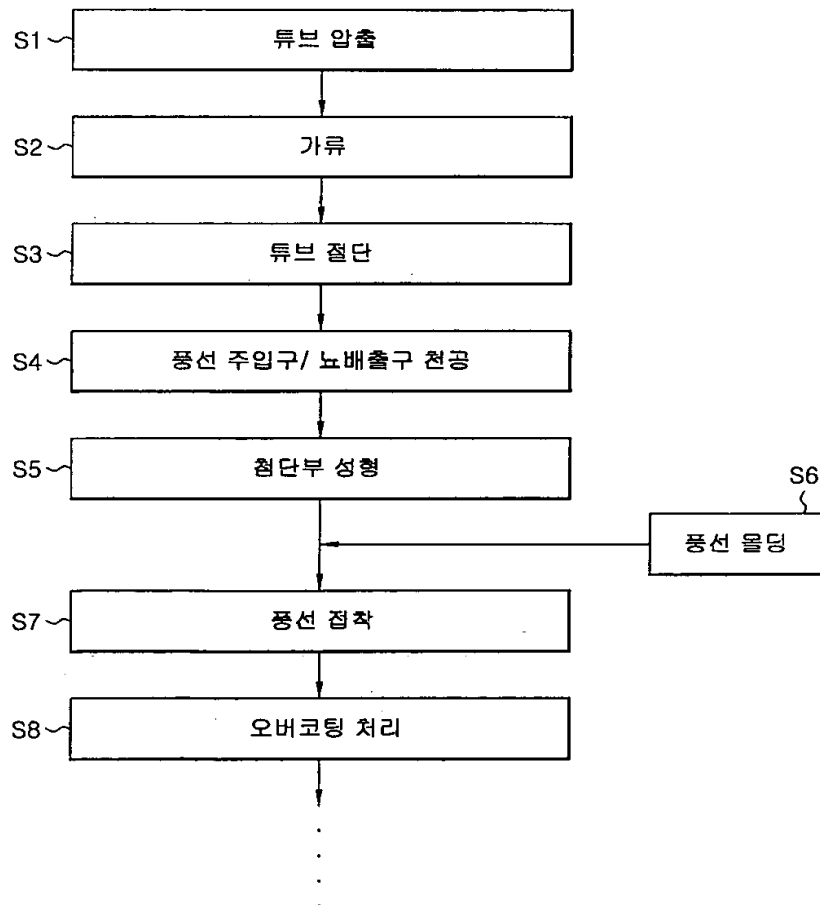 S1 튜브 압출
S2 가류
S3 튜브 절단
S4 풍선 주입구/ 뇨배출구 천공
S5 첨단부 성형
S6
풍선 몰딩
S7 풍선 접착
S8 오버코팅 처리